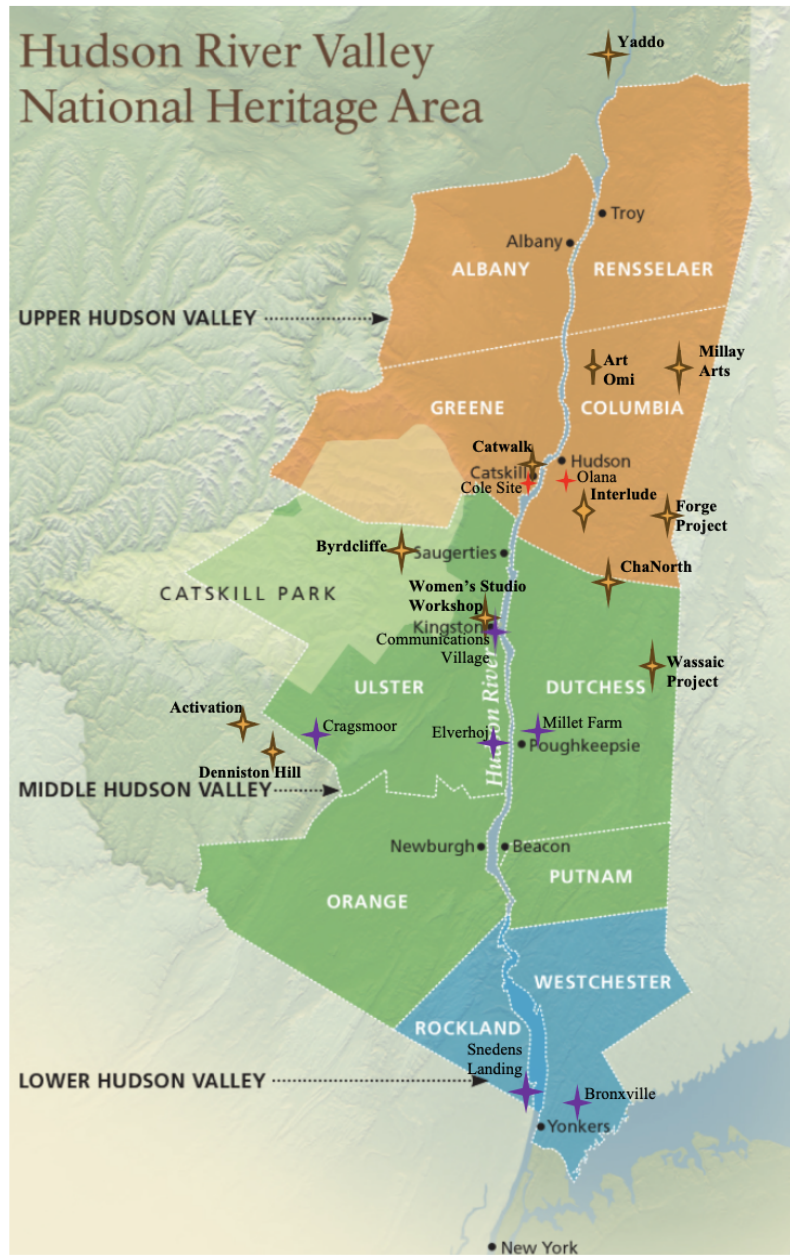 Hudson River Valley
National Heritage Area
Yaddo
Troy
Albany
ALBANY
RENSSELAER
UPPER HUDSON VALLEY
Art
Omi
Millay
Arts
GREENE
COLUMBIA
Catwalk
Hudson
Catskill
Cole Site
Olana
Interlude
Forge
Project
Byrdcliffe
Saugerties
ChaNorth
CATSKILL PARK
Women's Studio
Workshop
Kingston
Communications
Village
Hudson River
Wassaic
Project
ULSTER
DUTCHESS
Activation
Cragsmoor
Elverhoj
Millet Farm
Poughkeepsie
Denniston Hill
MIDDLE HUDSON VALLEY
Newburgh
Beacon
PUTNAM
ORANGE
WESTCHESTER
ROCKLAND
Snedens
Landing
LOWER HUDSON VALLEY
Bronxville
Yonkers
New York